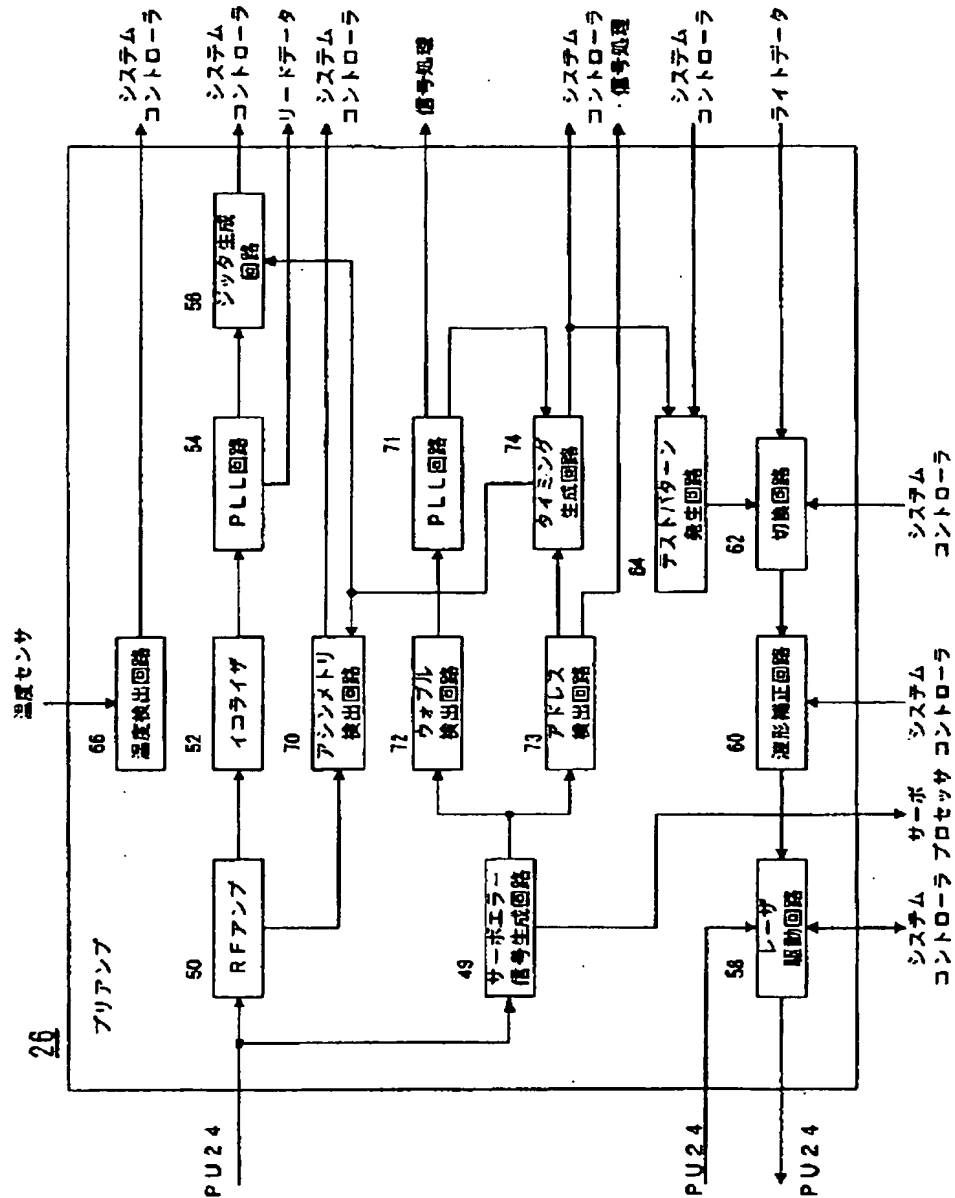 26
プリアンプ
温度センサ
66
温度検出回路
システム
コントローラ
PU24
50
RFアンプ
52
イコライザ
54
PLL回路
56
ジッタ生成
回路
システム
コントローラ
リードデータ
70
アシンメトリ
検出回路
システム
コントローラ
49
サーボエラー
信号生成回路
72
ウォブル
検出回路
71
PLL回路
信号処理
73
アドレス
検出回路
74
タイミング
生成回路
システム
コントローラ
・信号処理
64
テストパターン
発生回路
システム
コントローラ
PU24
PU24
58
レーザ
駆動回路
60
波形補正回路
62
切換回路
ライトデータ
システム
コントローラ
サーボ
プロセッサ
システム
コントローラ
システム
コントローラ